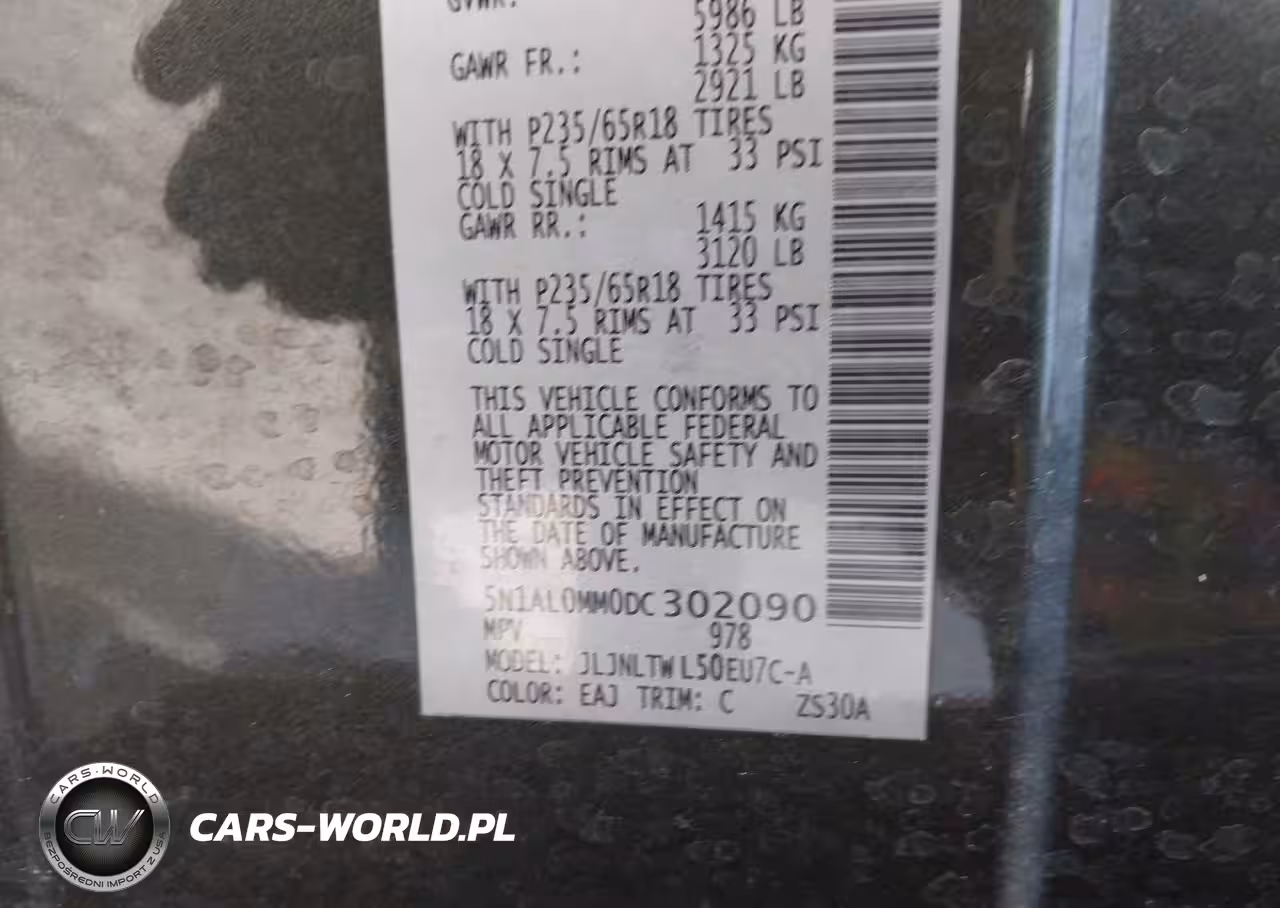 GVWR:
5986 LB
GAWR FR.: 1325 KG
2921 LB
WITH P235/65R18 TIRES
18 X 7.5 RIMS AT 33 PSI
COLD SINGLE
GAWR RR.: 1415 KG
3120 LB
WITH P235/65R18 TIRES
18 X 7.5 RIMS AT 33 PSI
COLD SINGLE
THIS VEHICLE CONFORMS TO
ALL APPLICABLE FEDERAL
MOTOR VEHICLE SAFETY AND
THEFT PREVENTION
STANDARDS IN EFFECT ON
THE DATE OF MANUFACTURE
SHOWN ABOVE.
5N1AL0MM0DC302090
MPV 978
MODEL: JLJNLTWL50EU7C-A
COLOR: EAJ TRIM: C ZS30A
CARS-WORLD
CW
BEZPOŚREDNI IMPORT Z USA
CARS-WORLD.PL